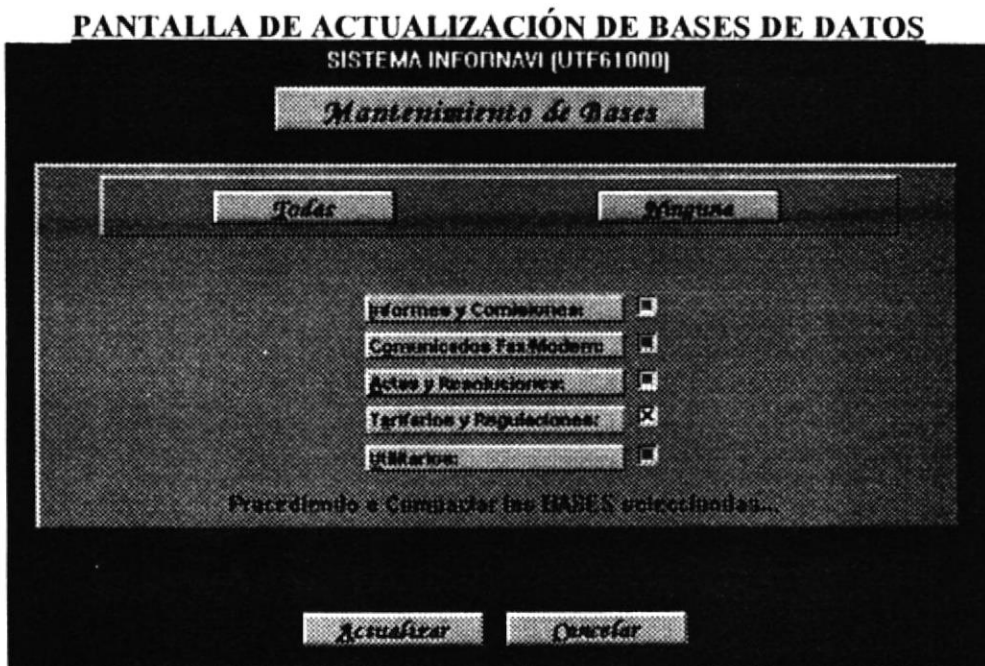 PANTALLA DE ACTUALIZACIÓN DE BASES DE DATOS
SISTEMA INFORNAVI (UTF61000)
Mantenimiento de Bases
Todas Ninguna
Informes y Comisiones:
Comunicados Fax/Modem:
Actas y Resoluciones:
Tarifarios y Regulaciones:
Utilitarios:
Procediendo a Compactar las BASES selecciondas...
Actualizar Cancelar